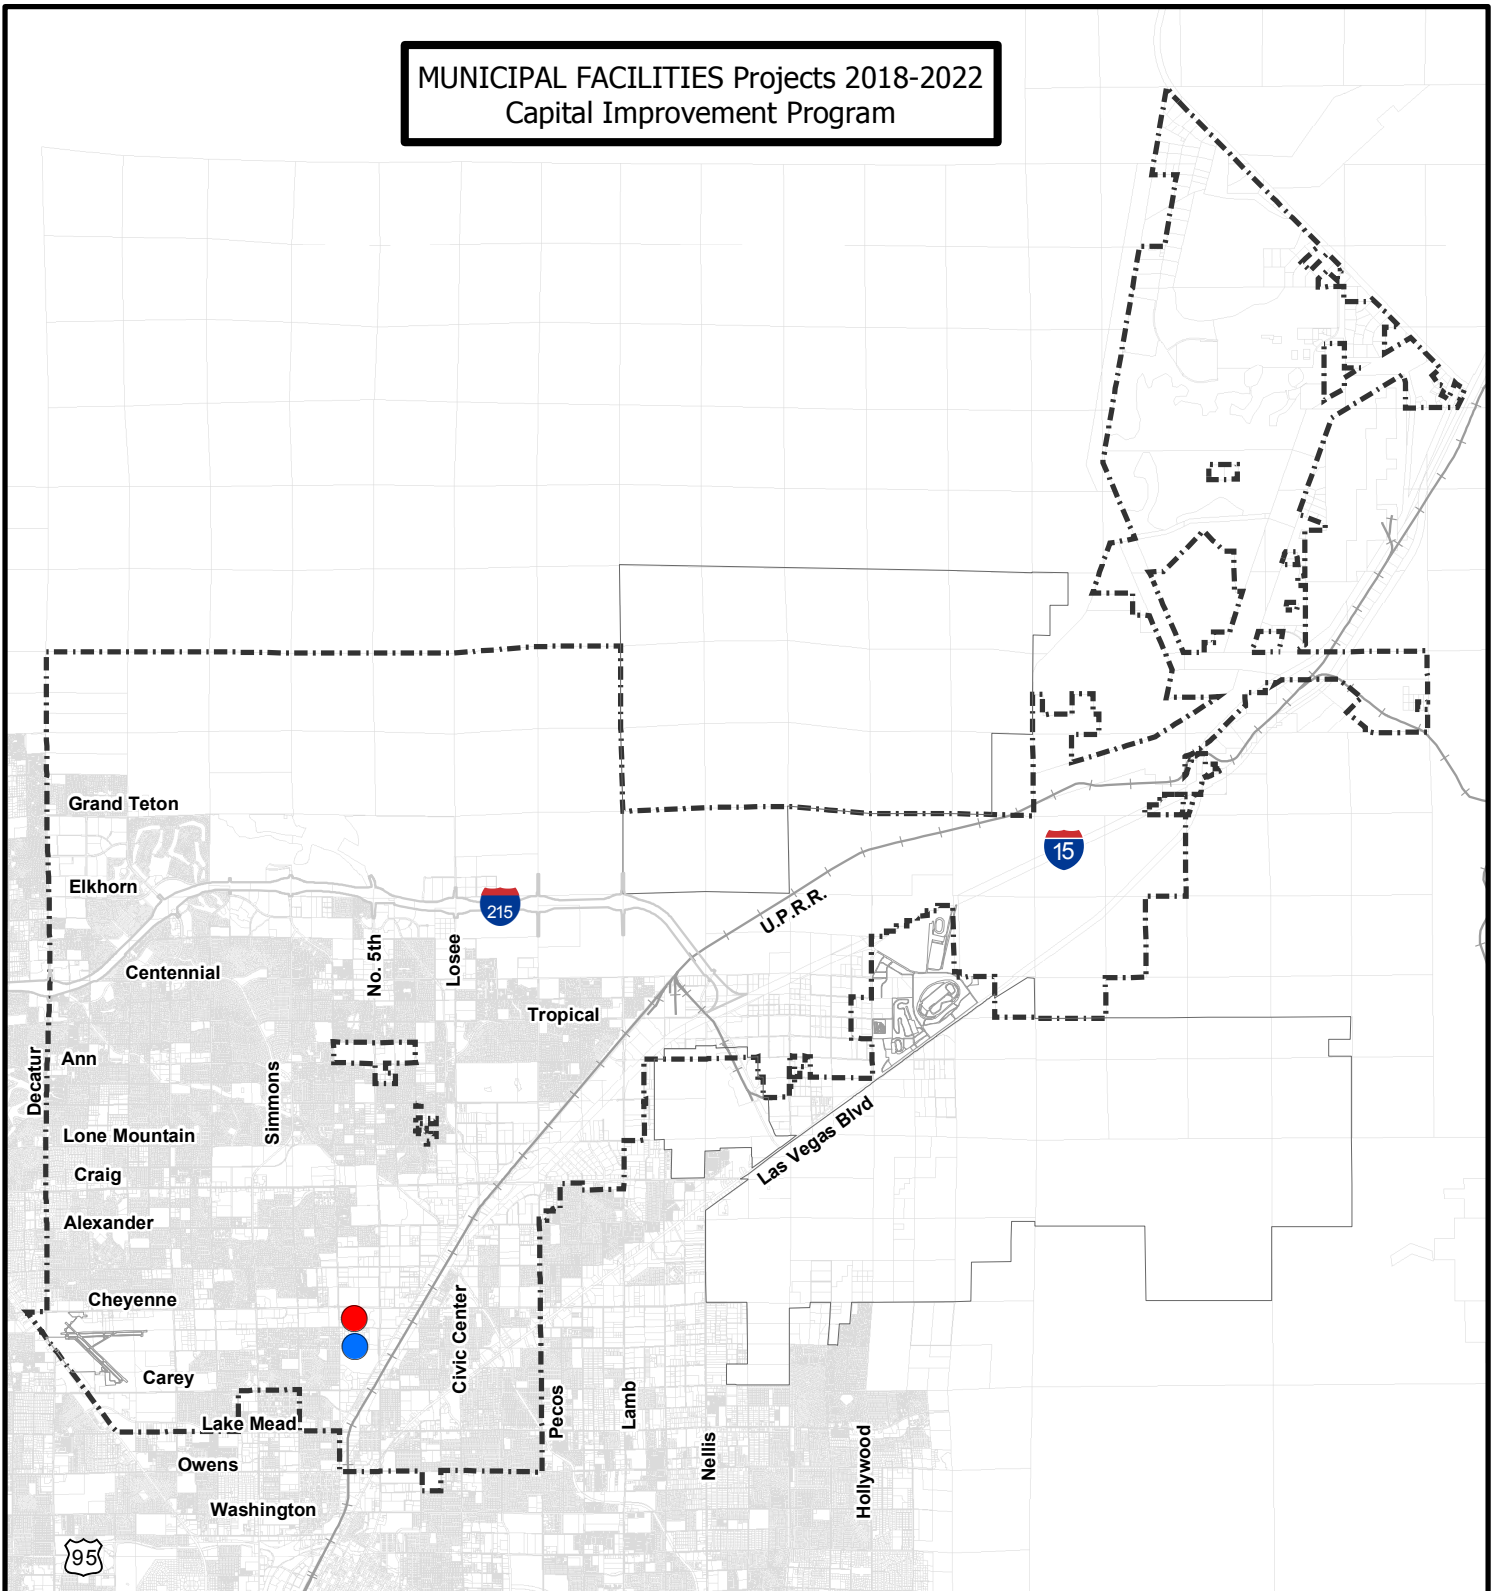 MUNICIPAL FACILITIES Projects 2018-2022
Capital Improvement Program
Grand Teton
Elkhorn
15
215
U.P.R.R.
No. 5th
Losee
Centennial
Tropical
Ann
Decatur
Simmons
Lone Mountain
Las Vegas Blvd
Craig
Alexander
Cheyenne
Civic Center
Carey
Pecos
Lamb
Lake Mead
Nellis
Hollywood
Owens
Washington
95